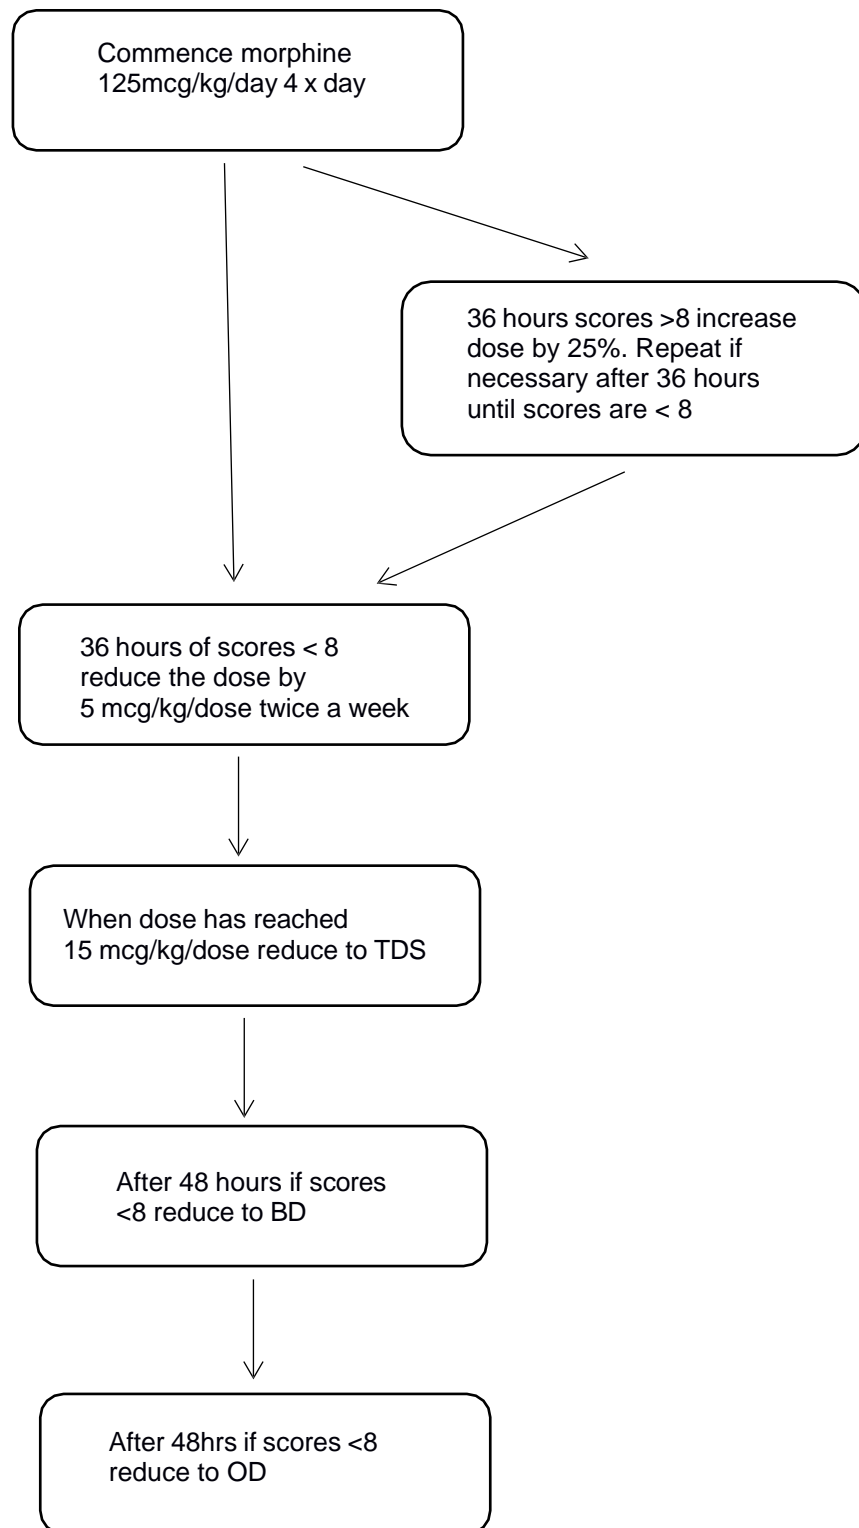 Commence morphine
125mcg/kg/day 4 x day
36 hours scores >8 increase
dose by 25%. Repeat if
necessary after 36 hours
until scores are < 8
36 hours of scores < 8
reduce the dose by
5 mcg/kg/dose twice a week
When dose has reached
15 mcg/kg/dose reduce to TDS
After 48 hours if scores
<8 reduce to BD
After 48hrs if scores <8
reduce to OD